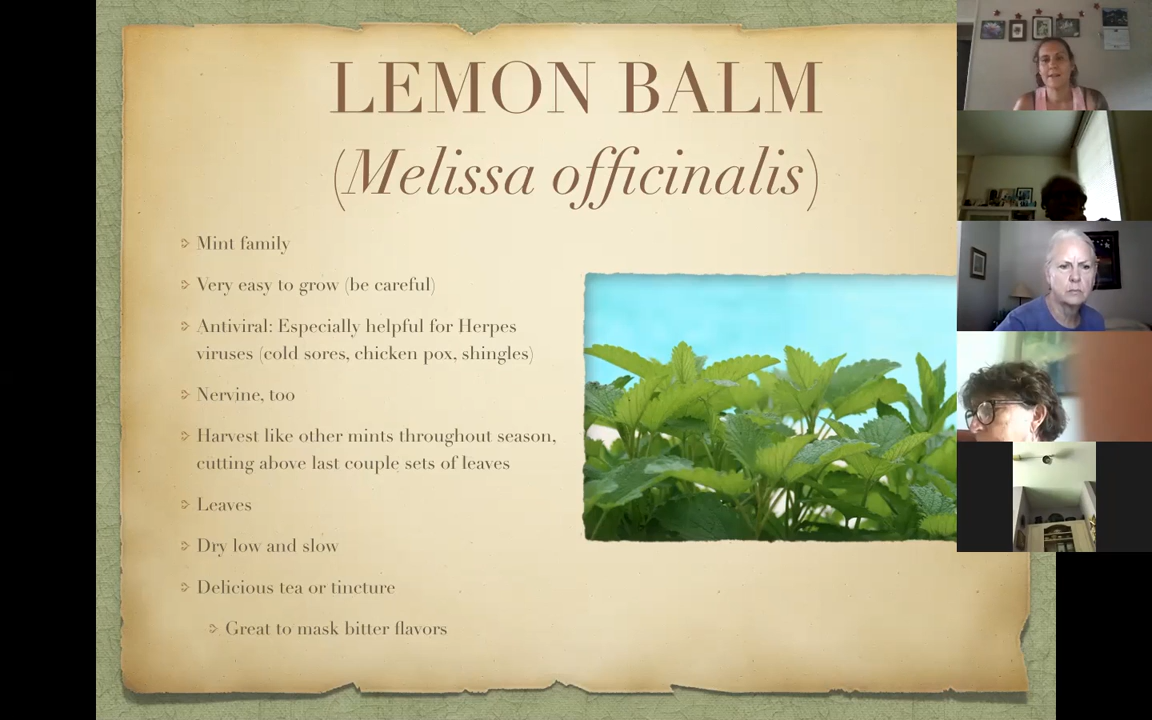 LEMON BALM
(Melissa officinalis)
Mint family
Very easy to grow (be careful)
Antiviral: Especially helpful for Herpes
viruses (cold sores, chicken pox, shingles)
Nervine, too
Harvest like other mints throughout season,
cutting above last couple sets of leaves
Leaves
Dry low and slow
Delicious tea or tincture
Great to mask bitter flavors